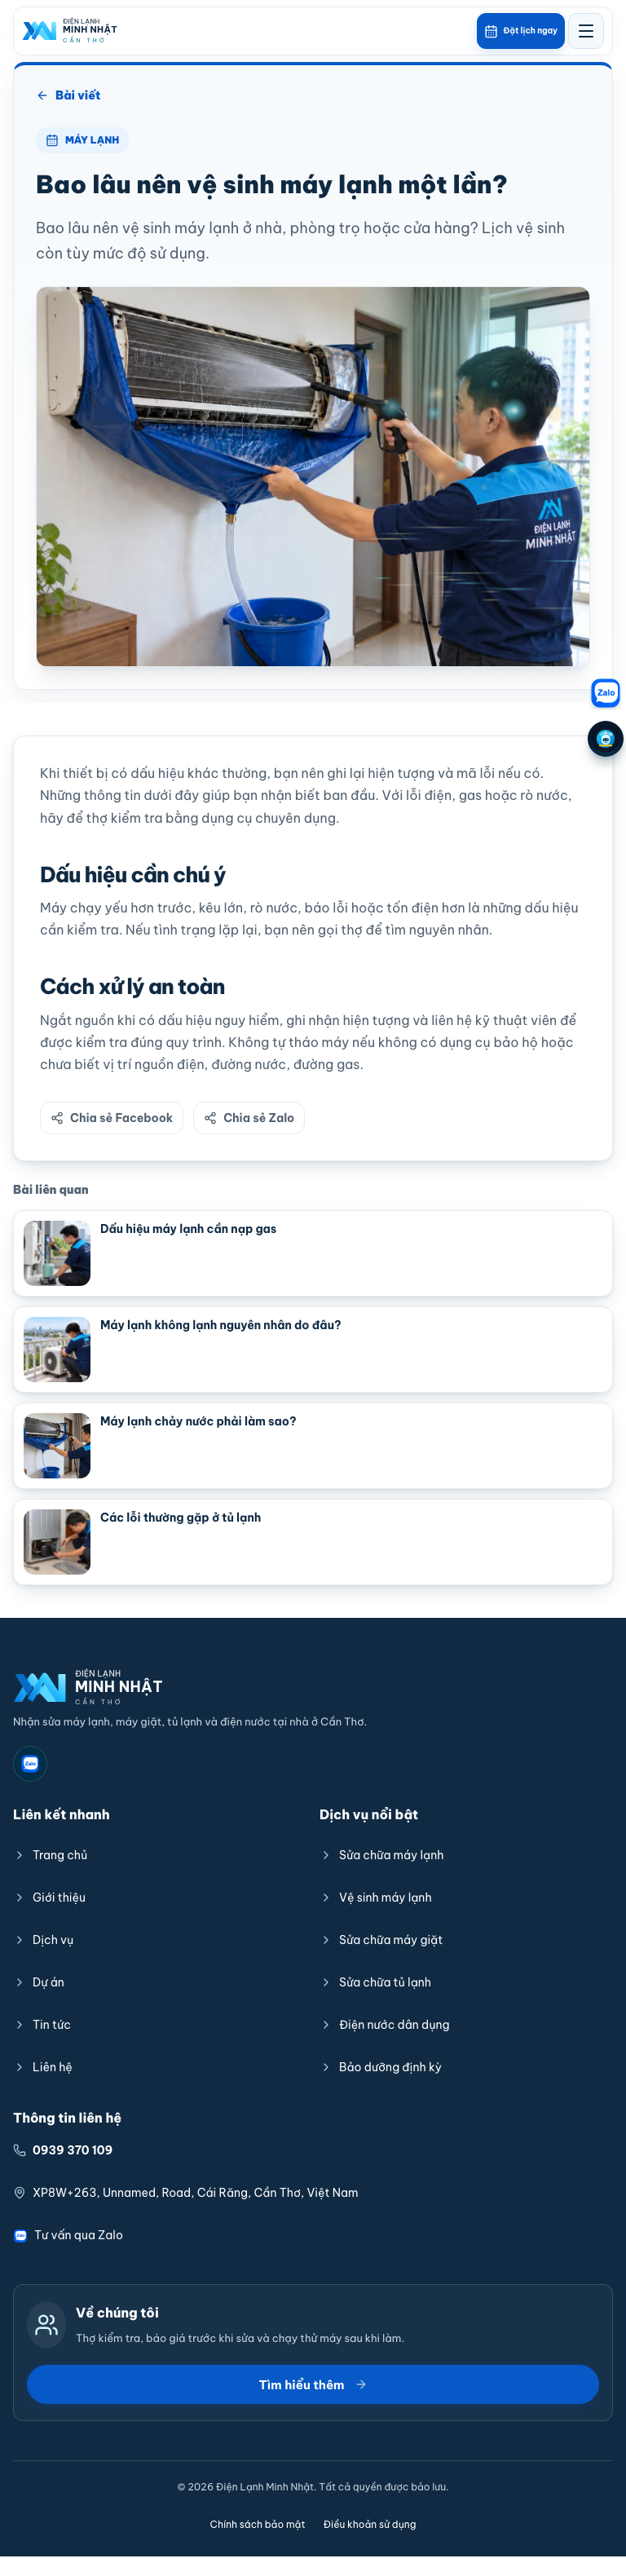 ĐIỆN LẠNH
MINH NHẬT
CẦN THƠ
Đặt lịch ngay
Bài viết
MÁY LẠNH
Bao lâu nên vệ sinh máy lạnh một lần?
Bao lâu nên vệ sinh máy lạnh ở nhà, phòng trọ hoặc cửa hàng? Lịch vệ sinh
còn tùy mức độ sử dụng.
ĐIỆN LẠNH
MINH NHẬT
Zalo
Khi thiết bị có dấu hiệu khác thường, bạn nên ghi lại hiện tượng và mã lỗi nếu có.
Những thông tin dưới đây giúp bạn nhận biết ban đầu. Với lỗi điện, gas hoặc rò nước,
hãy để thợ kiểm tra bằng dụng cụ chuyên dụng.
Dấu hiệu cần chú ý
Máy chạy yếu hơn trước, kêu lớn, rò nước, báo lỗi hoặc tốn điện hơn là những dấu hiệu
cần kiểm tra. Nếu tình trạng lặp lại, bạn nên gọi thợ để tìm nguyên nhân.
Cách xử lý an toàn
Ngắt nguồn khi có dấu hiệu nguy hiểm, ghi nhận hiện tượng và liên hệ kỹ thuật viên để
được kiểm tra đúng quy trình. Không tự tháo máy nếu không có dụng cụ bảo hộ hoặc
chưa biết vị trí nguồn điện, đường nước, đường gas.
Chia sẻ Facebook
Chia sẻ Zalo
Bài liên quan
Dấu hiệu máy lạnh cần nạp gas
Máy lạnh không lạnh nguyên nhân do đâu?
Máy lạnh chảy nước phải làm sao?
Các lỗi thường gặp ở tủ lạnh
ĐIỆN LẠNH
MINH NHẬT
CẦN THƠ
Nhận sửa máy lạnh, máy giặt, tủ lạnh và điện nước tại nhà ở Cần Thơ.
Zalo
Liên kết nhanh
Trang chủ
Giới thiệu
Dịch vụ
Dự án
Tin tức
Liên hệ
Dịch vụ nổi bật
Sửa chữa máy lạnh
Vệ sinh máy lạnh
Sửa chữa máy giặt
Sửa chữa tủ lạnh
Điện nước dân dụng
Bảo dưỡng định kỳ
Thông tin liên hệ
0939 370 109
XP8W+263, Unnamed, Road, Cái Răng, Cần Thơ, Việt Nam
Tư vấn qua Zalo
Về chúng tôi
Thợ kiểm tra, báo giá trước khi sửa và chạy thử máy sau khi làm.
Tìm hiểu thêm
© 2026 Điện Lạnh Minh Nhật. Tất cả quyền được bảo lưu.
Chính sách bảo mật
Điều khoản sử dụng